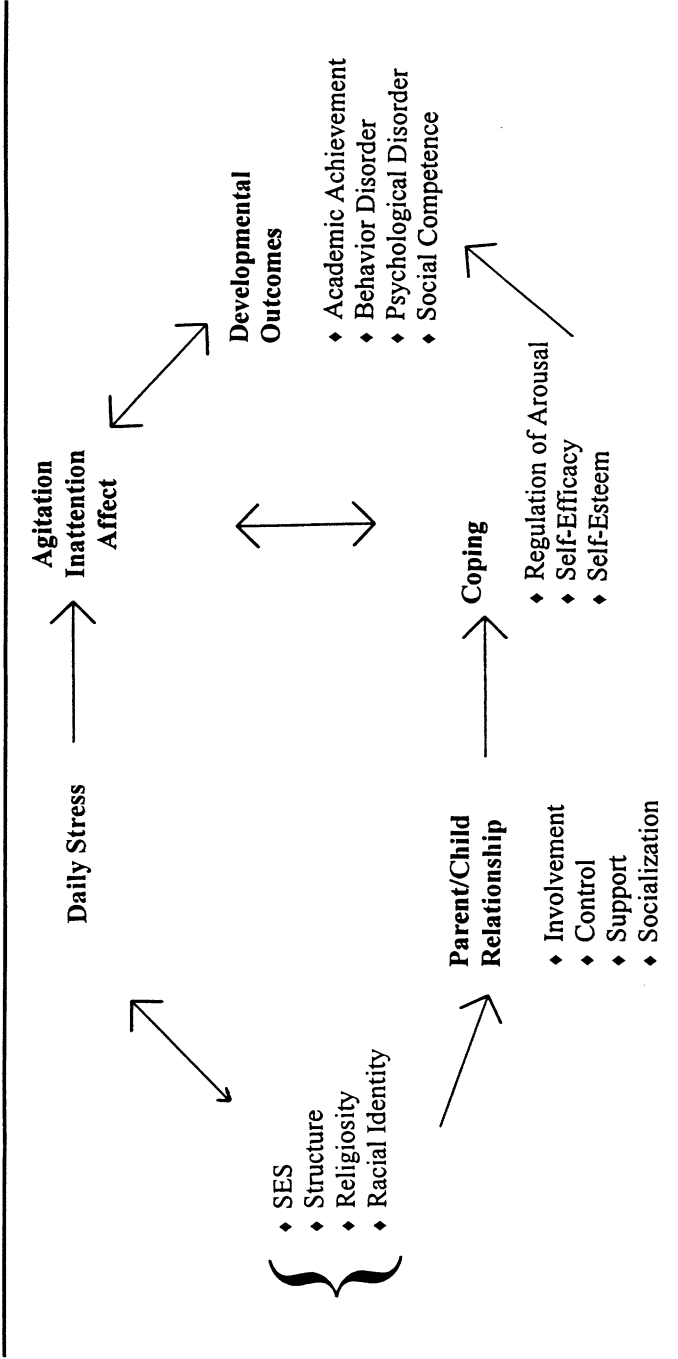 ♦ SES
♦ Structure
♦ Religiosity
♦ Racial Identity
Daily Stress
Agitation
Inattention
Affect
Parent/Child
Relationship
♦ Involvement
♦ Control
♦ Support
♦ Socialization
Coping
♦ Regulation of Arousal
♦ Self-Efficacy
♦ Self-Esteem
Developmental
Outcomes
♦ Academic Achievement
♦ Behavior Disorder
♦ Psychological Disorder
♦ Social Competence